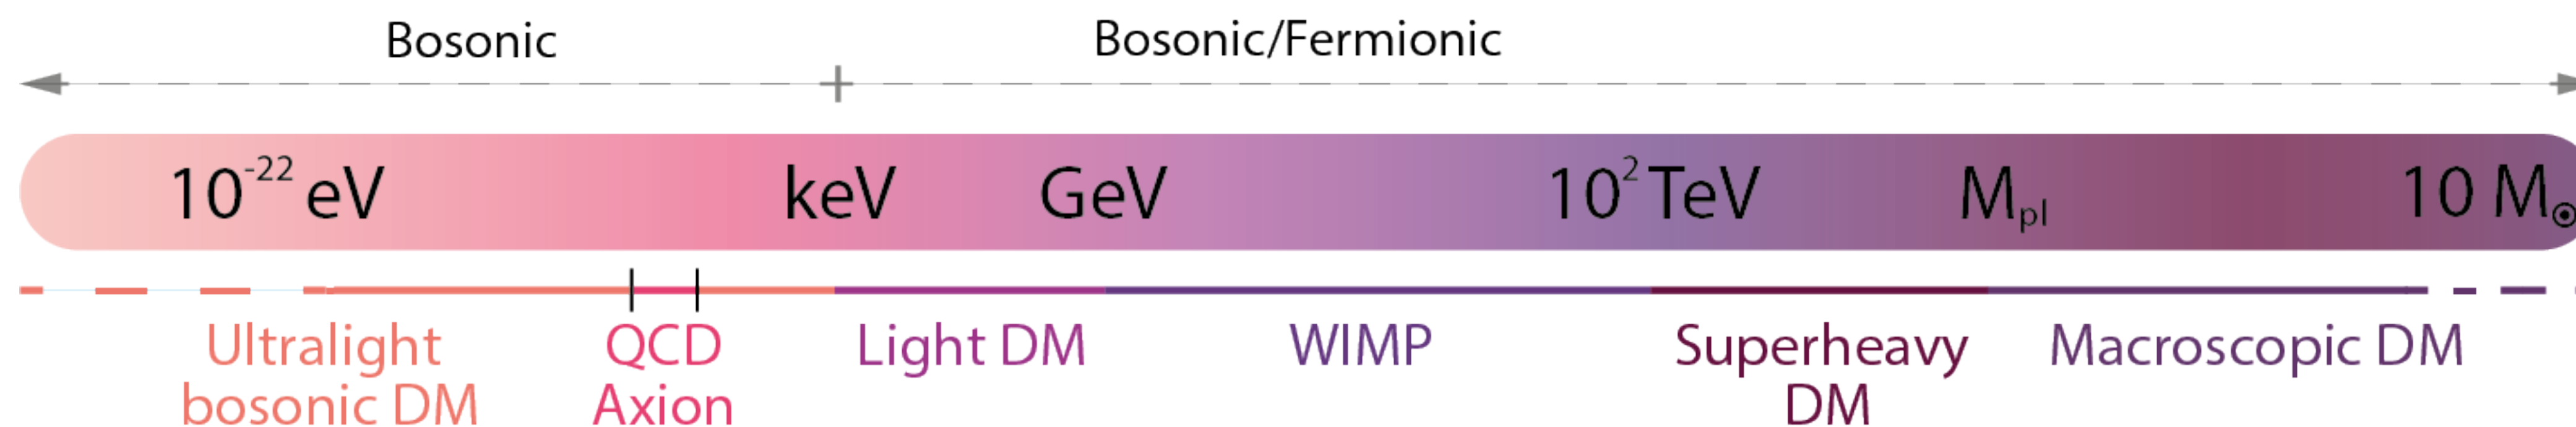 Bosonic Bosonic/Fermionic
10⁻²² eV keV GeV 10² TeV Mpl 10 M☉
Ultralight QCD Light DM WIMP Superheavy Macroscopic DM
bosonic DM Axion DM